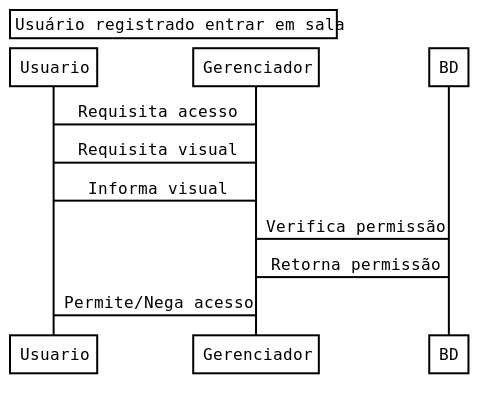 Usuário registrado entrar em sala
Usuario Gerenciador BD
Requisita acesso
Requisita visual
Informa visual
Verifica permissão
Retorna permissão
Permite/Nega acesso
Usuario Gerenciador BD